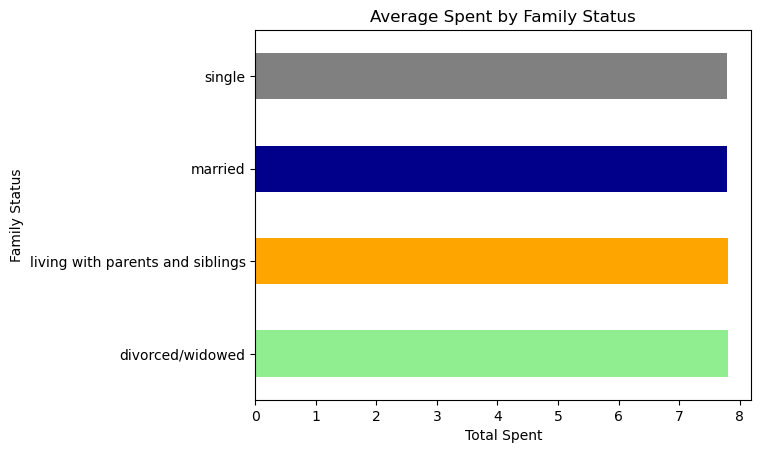 Average Spent by Family Status
single
married
living with parents and siblings
divorced/widowed
Family Status
0 1 2 3 4 5 6 7 8
Total Spent